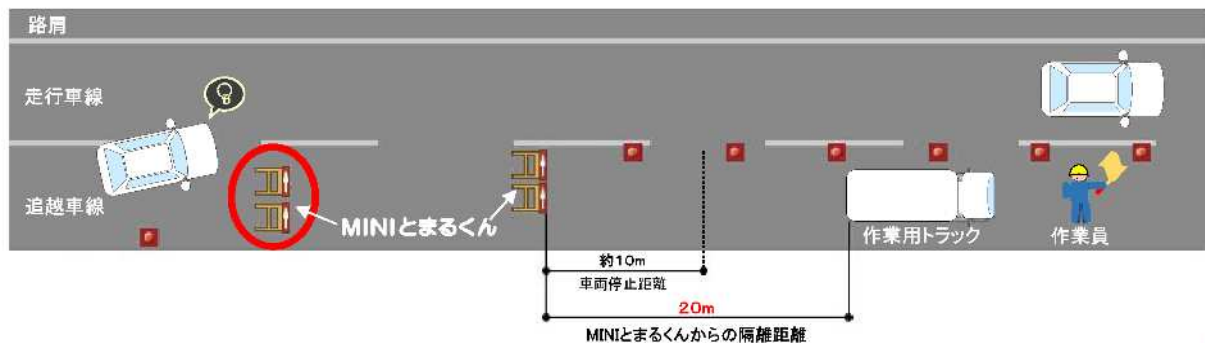 路肩
走行車線
追越車線
MINIとまるくん
作業用トラック
作業員
約10m
車両停止距離
20m
MINIとまるくんからの隔離距離